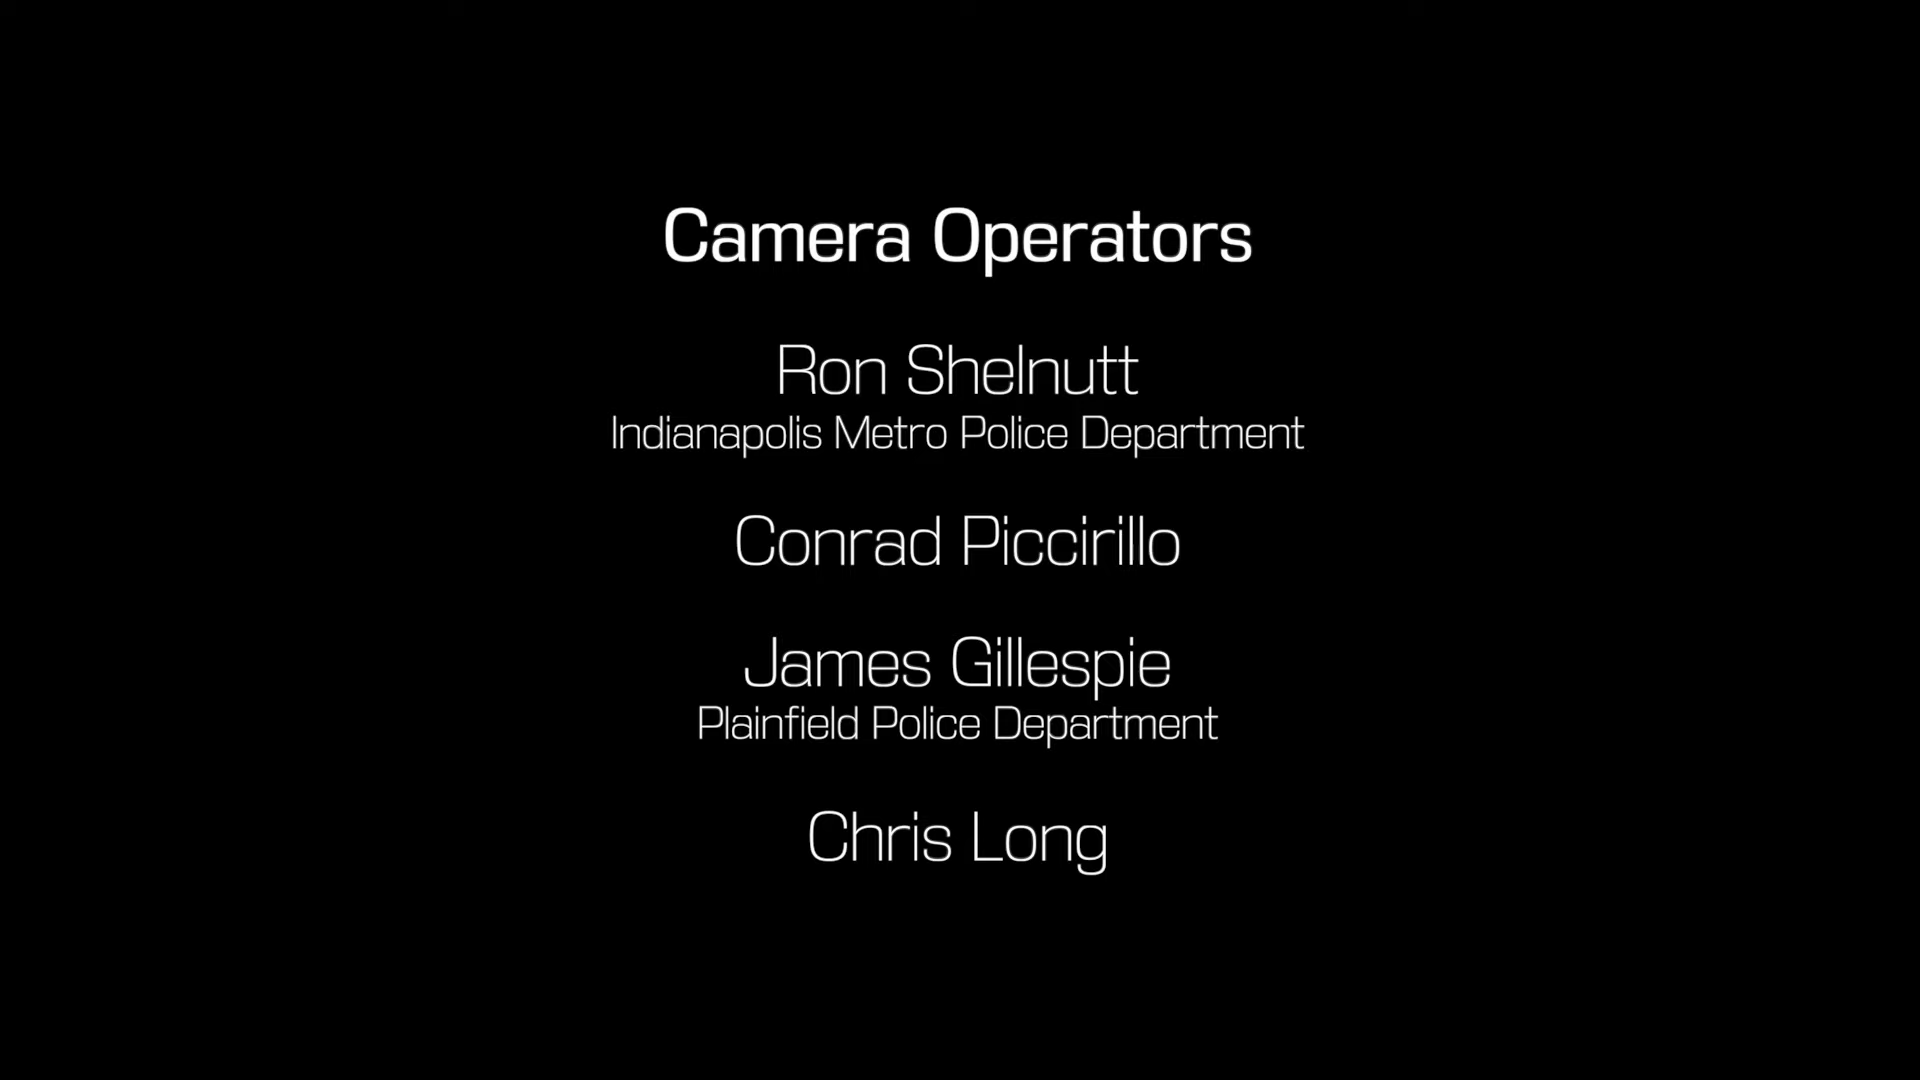 Camera Operators
Ron Shelnutt
Indianapolis Metro Police Department
Conrad Piccirillo
James Gillespie
Plainfield Police Department
Chris Long